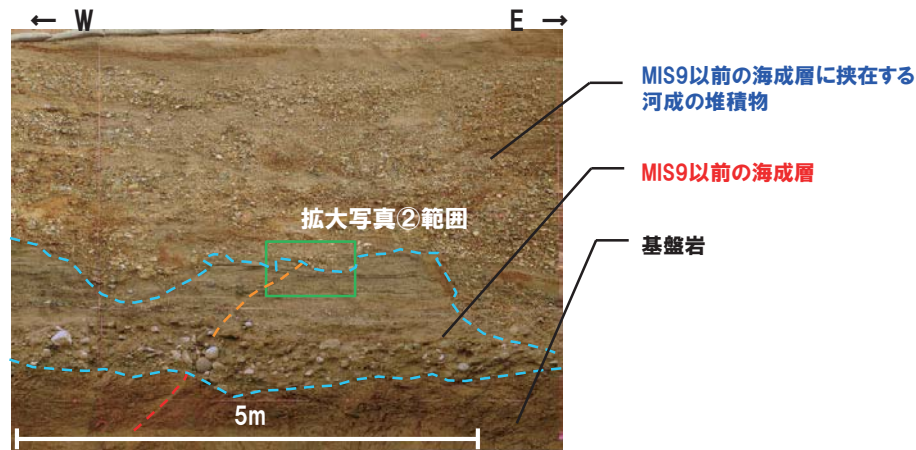 ← W
E →
MIS9以前の海成層に挟在する
河成の堆積物
MIS9以前の海成層
拡大写真②範囲
基盤岩
5m